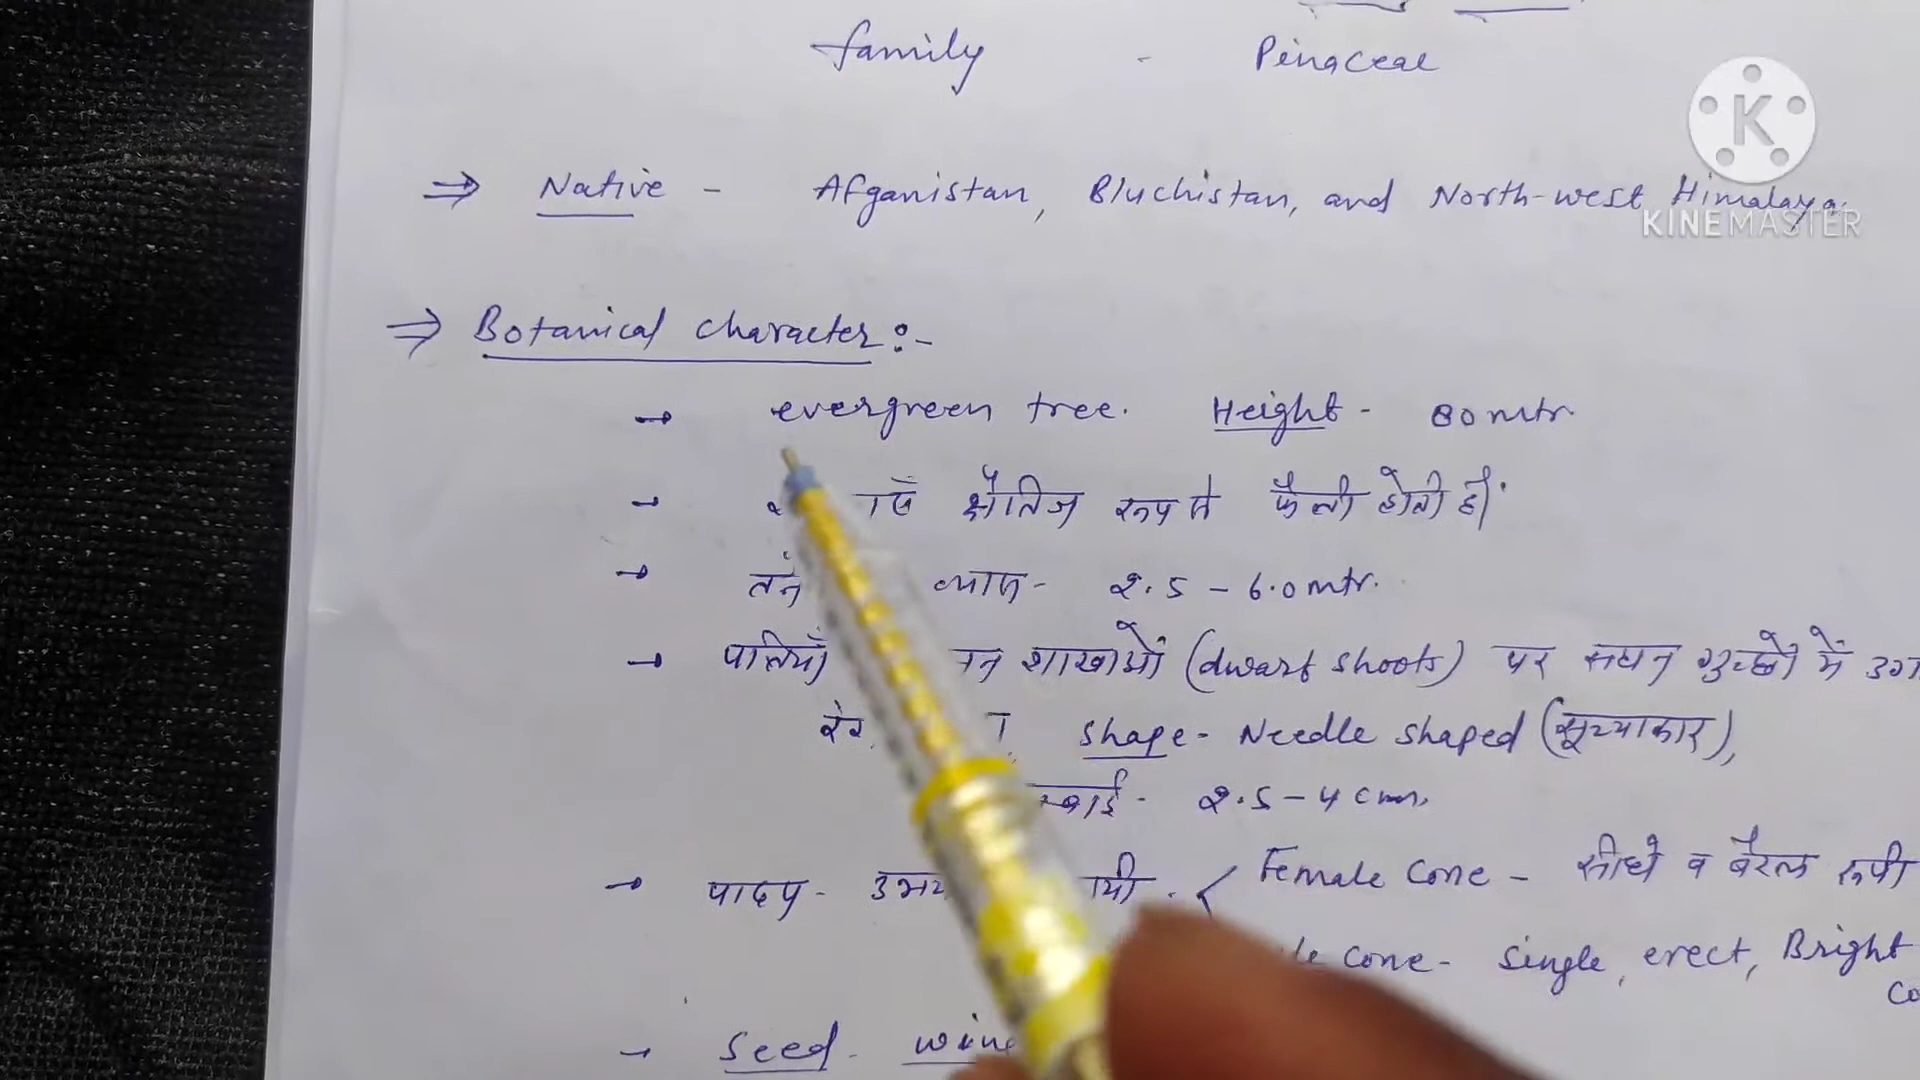 family - Pinaceae
⇒ Native - Afganistan, Bluchistan, and North-west Himalaya.
K
KINEMASTER
⇒ Botanical character :-
→ evergreen tree. Height - 80 mtr.
→ क्षैतिज रूप से फैली होती हैं.
→ व्यास - 2.5 - 6.0 mtr.
→ पत्तियाँ शाखाओं (dwarf shoots) पर सघन गुच्छों में
shape - Needle shaped (सूच्याकार),
2.5 - 4 cm.
→ पादप - Female cone - सीधे व बैरल रूपी
cone - single, erect, Bright
→ Seed -